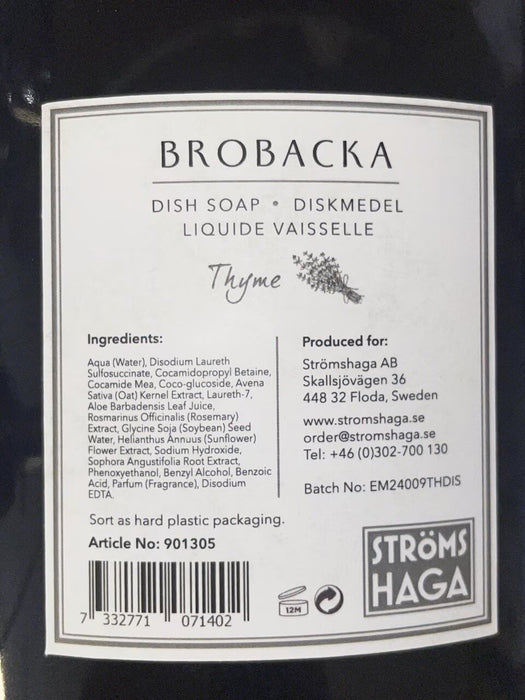 BROBACKA
DISH SOAP • DISKMEDEL
LIQUIDE VAISSELLE
Thyme
Ingredients:
Aqua (Water), Disodium Laureth
Sulfosuccinate, Cocamidopropyl Betaine,
Cocamide Mea, Coco-glucoside, Avena
Sativa (Oat) Kernel Extract, Laureth-7,
Aloe Barbadensis Leaf Juice,
Rosmarinus Officinalis (Rosemary)
Extract, Glycine Soja (Soybean) Seed
Water, Helianthus Annuus (Sunflower)
Flower Extract, Sodium Hydroxide,
Sophora Angustifolia Root Extract,
Phenoxyethanol, Benzyl Alcohol, Benzoic
Acid, Parfum (Fragrance), Disodium
EDTA.
Produced for:
Strömshaga AB
Skallsjövägen 36
448 32 Floda, Sweden
www.stromshaga.se
order@stromshaga.se
Tel: +46 (0)302-700 130
Batch No: EM24009THDIS
Sort as hard plastic packaging.
Article No: 901305
7 332771 071402
12M
STRÖMS
HAGA